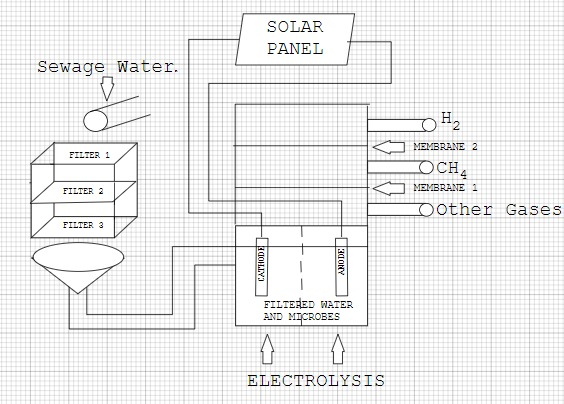 SOLAR
PANEL
Sewage Water.
H2
FILTER 1
MEMBRANE 2
CH4
FILTER 2
MEMBRANE 1
Other Gases
FILTER 3
CATHODE
ANODE
FILTERED WATER
AND MICROBES
ELECTROLYSIS